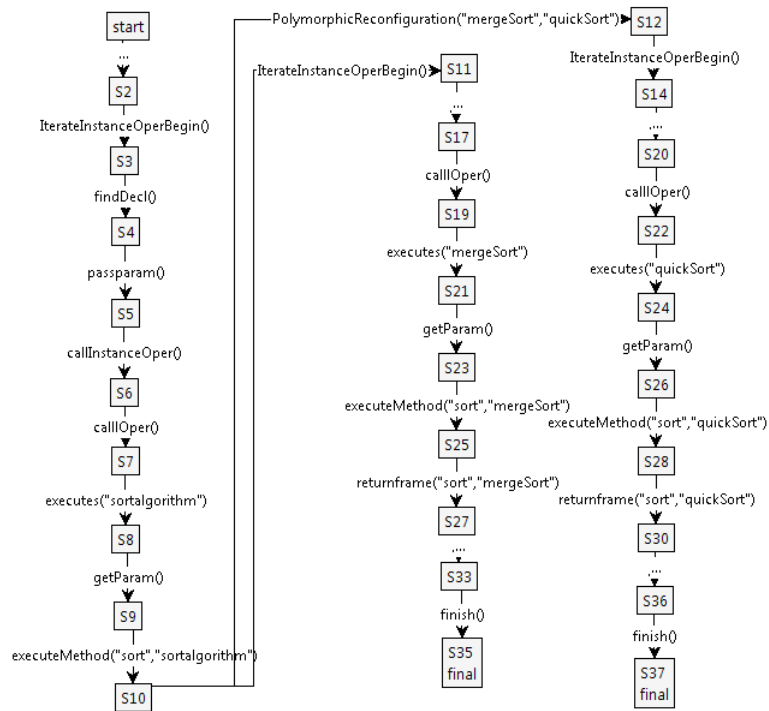 start
...
S2
IterateInstanceOperBegin()
S3
findDecl()
S4
passparam()
S5
callInstanceOper()
S6
callIOper()
S7
executes("sortalgorithm")
S8
getParam()
S9
executeMethod("sort","sortalgorithm")
S10
IterateInstanceOperBegin()
S11
....
S17
callIOper()
S19
executes("mergeSort")
S21
getParam()
S23
executeMethod("sort","mergeSort")
S25
returnframe("sort","mergeSort")
S27
....
S33
finish()
S35
final
PolymorphicReconfiguration("mergeSort","quickSort")
S12
IterateInstanceOperBegin()
S14
....
S20
callIOper()
S22
executes("quickSort")
S24
getParam()
S26
executeMethod("sort","quickSort")
S28
returnframe("sort","quickSort")
S30
....
S36
finish()
S37
final